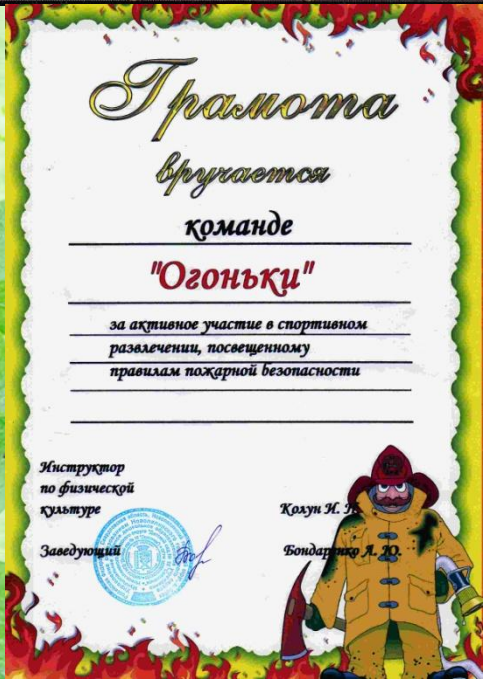 Грамота
вручается
команде
"Огоньки"
за активное участие в спортивном
развлечении, посвещенному
правилам пожарной безопасности
Инструктор
по физической
культуре
Колун И.
Заведующий
Бондаренко А. Ю.